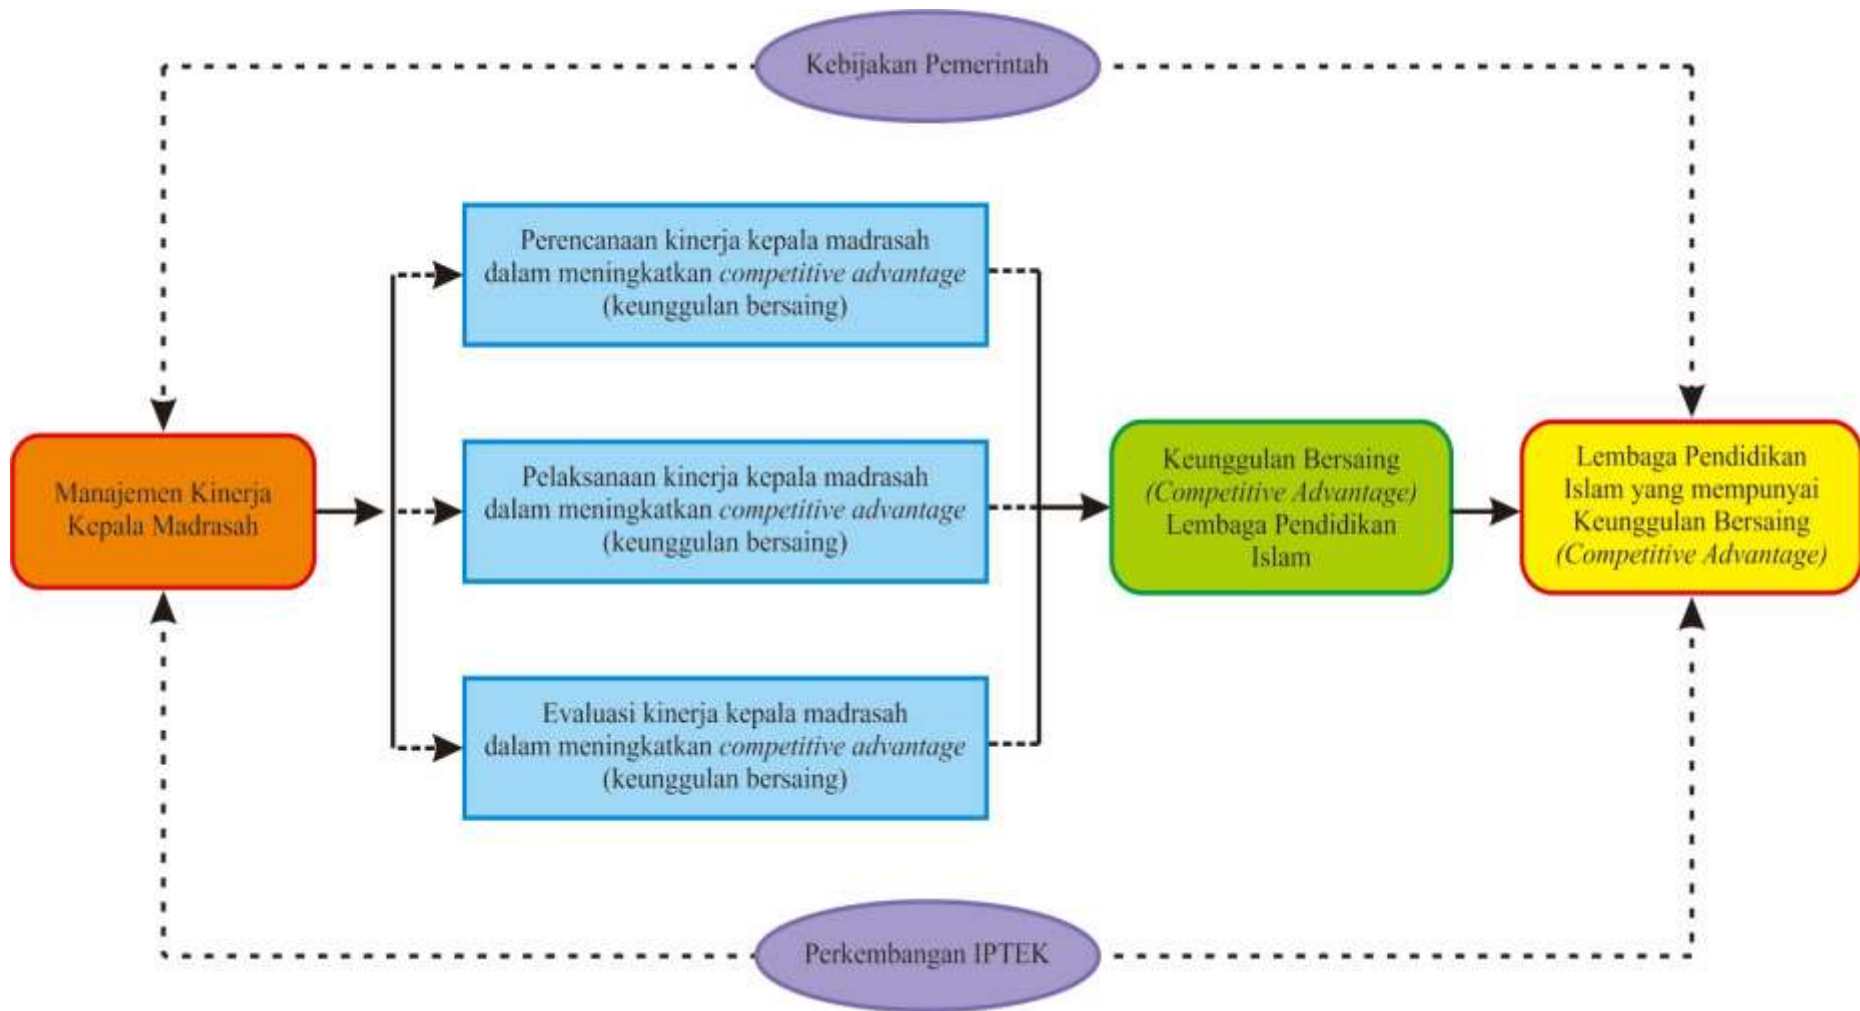 Kebijakan Pemerintah
Perencanaan kinerja kepala madrasah
dalam meningkatkan competitive advantage
(keunggulan bersaing)
Manajemen Kinerja
Kepala Madrasah
Pelaksanaan kinerja kepala madrasah
dalam meningkatkan competitive advantage
(keunggulan bersaing)
Keunggulan Bersaing
(Competitive Advantage)
Lembaga Pendidikan
Islam
Lembaga Pendidikan
Islam yang mempunyai
Keunggulan Bersaing
(Competitive Advantage)
Evaluasi kinerja kepala madrasah
dalam meningkatkan competitive advantage
(keunggulan bersaing)
Perkembangan IPTEK